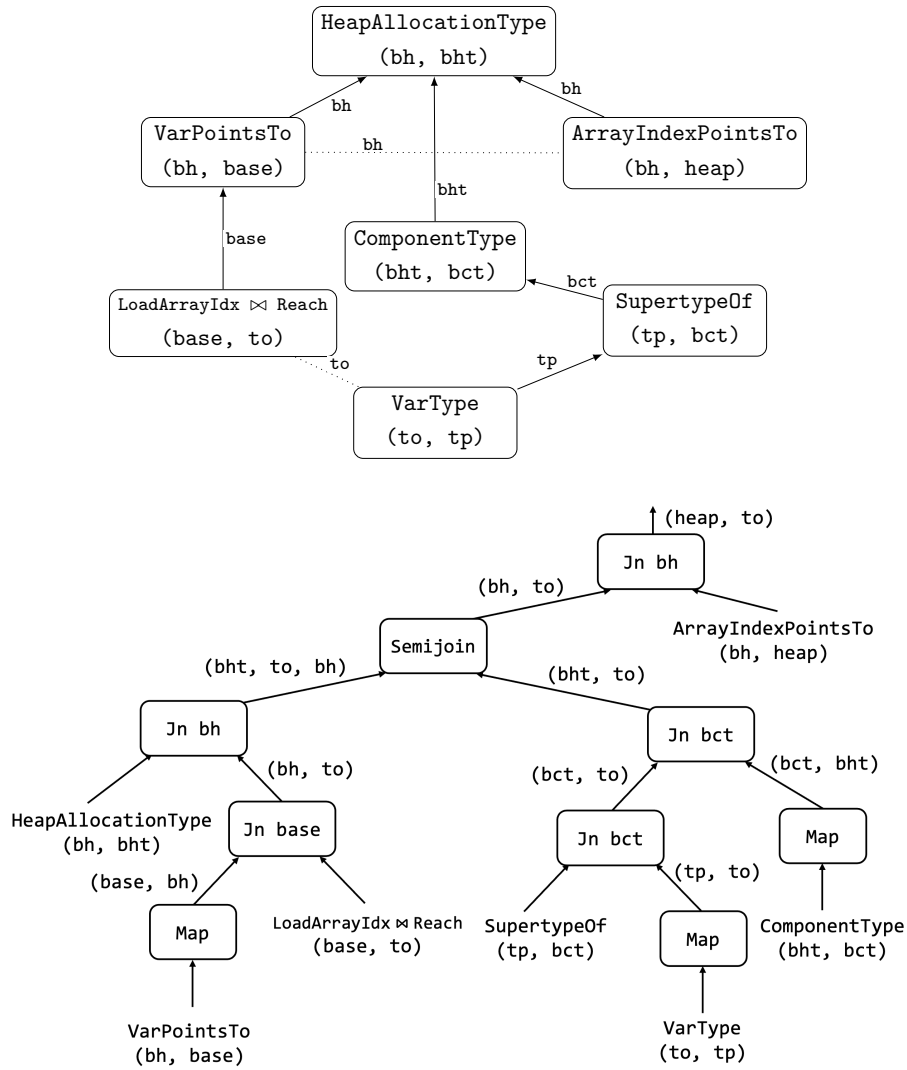 HeapAllocationType
(bh, bht)
bh
bh
VarPointsTo
(bh, base)
bh
ArrayIndexPointsTo
(bh, heap)
bht
base
ComponentType
(bht, bct)
bct
LoadArrayIdx ⋈ Reach
(base, to)
SupertypeOf
(tp, bct)
to
tp
VarType
(to, tp)
(heap, to)
Jn bh
(bh, to)
ArrayIndexPointsTo
(bh, heap)
Semijoin
(bht, to, bh)
(bht, to)
Jn bh
Jn bct
(bh, to)
(bct, to)
(bct, bht)
HeapAllocationType
(bh, bht)
Jn base
Jn bct
Map
(base, bh)
(tp, to)
Map
LoadArrayIdx ⋈ Reach
(base, to)
SupertypeOf
(tp, bct)
Map
ComponentType
(bht, bct)
VarPointsTo
(bh, base)
VarType
(to, tp)